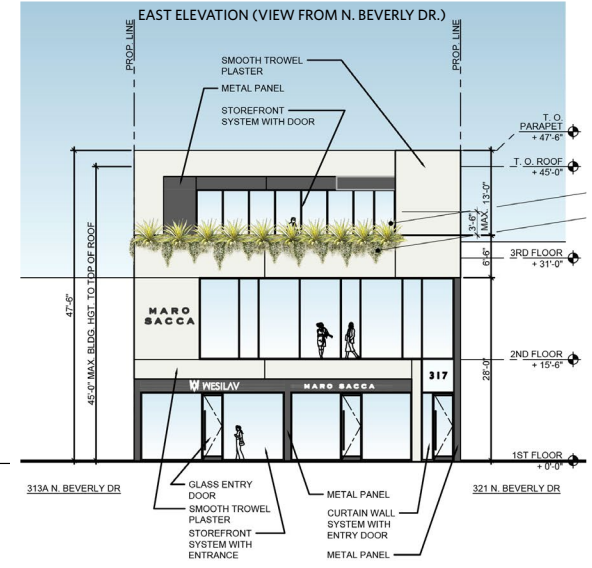 EAST ELEVATION (VIEW FROM N. BEVERLY DR.)
PROP. LINE
PROP. LINE
SMOOTH TROWEL
PLASTER
METAL PANEL
STOREFRONT
SYSTEM WITH DOOR
T. O.
PARAPET
+ 47'-6"
T. O. ROOF
+ 45'-0"
MAX. 13'-0"
3'-6"
6'-6"
3RD FLOOR
+ 31'-0"
47'-6"
45'-0" MAX. BLDG. HGT. TO TOP OF ROOF
MARO
SACCA
28'-0"
2ND FLOOR
+ 15'-6"
317
WESILAV
MARO SACCA
1ST FLOOR
+ 0'-0"
313A N. BEVERLY DR
321 N. BEVERLY DR
GLASS ENTRY
DOOR
SMOOTH TROWEL
PLASTER
STOREFRONT
SYSTEM WITH
ENTRANCE
METAL PANEL
CURTAIN WALL
SYSTEM WITH
ENTRY DOOR
METAL PANEL